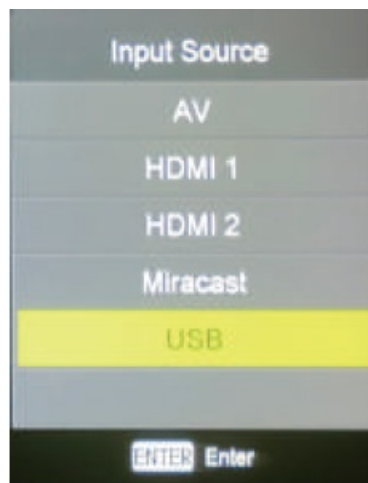 Input Source
AV
HDMI 1
HDMI 2
Miracast
USB
ENTER Enter